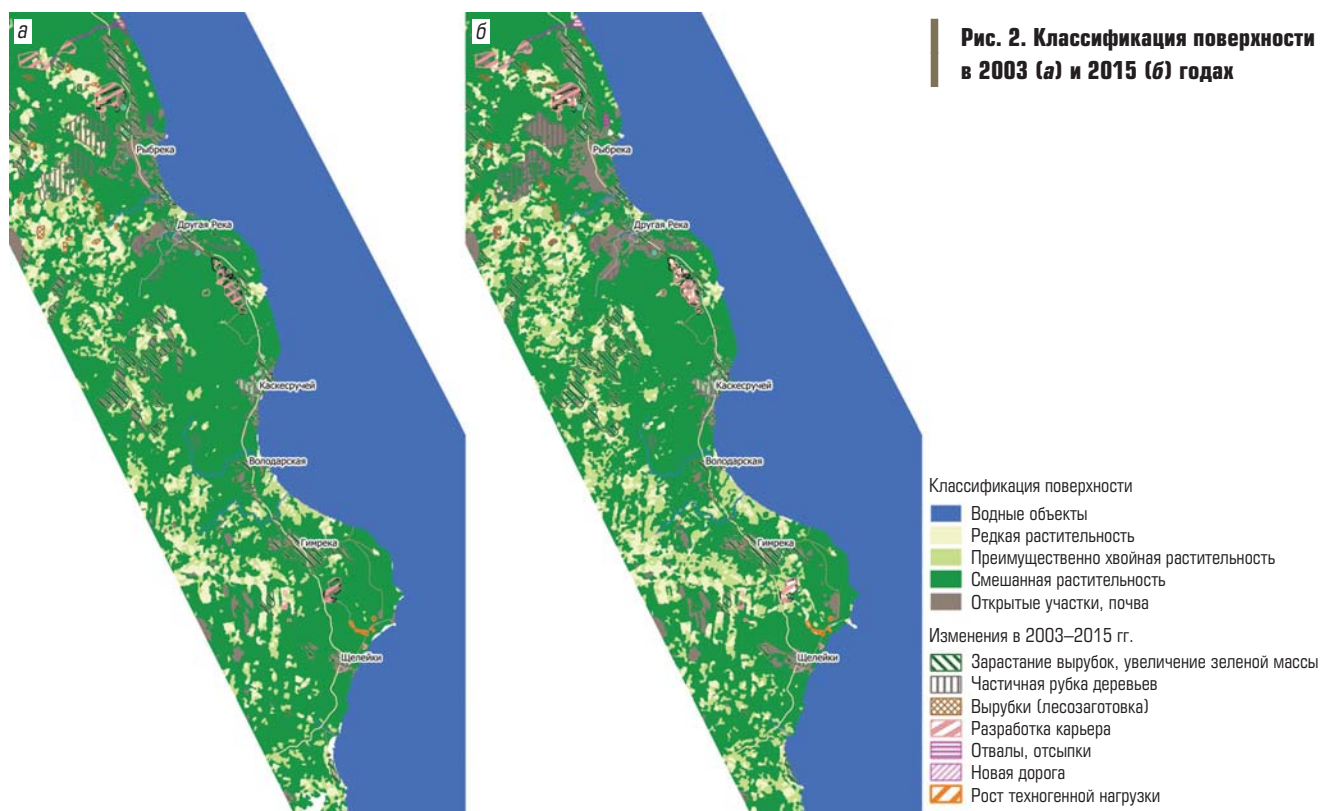 а
Рыбрека
Другая Река
Каскесручей
Володарская
Гимрека
Щелейки
б
Рыбрека
Другая Река
Каскесручей
Володарская
Гимрека
Щелейки
Рис. 2. Классификация поверхности
в 2003 (а) и 2015 (б) годах
Классификация поверхности
Водные объекты
Редкая растительность
Преимущественно хвойная растительность
Смешанная растительность
Открытые участки, почва
Изменения в 2003–2015 гг.
Зарастание вырубок, увеличение зеленой массы
Частичная рубка деревьев
Вырубки (лесозаготовка)
Разработка карьера
Отвалы, отсыпки
Новая дорога
Рост техногенной нагрузки